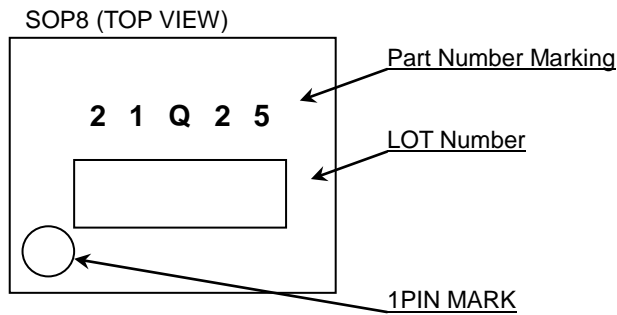 SOP8 (TOP VIEW)
Part Number Marking
2 1 Q 2 5
LOT Number
1PIN MARK